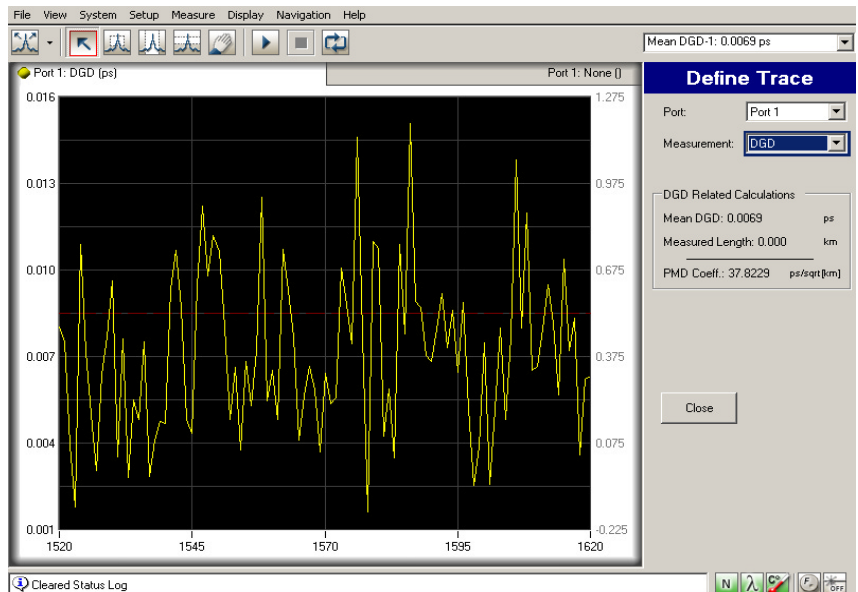 File View System Setup Measure Display Navigation Help
Mean DGD-1: 0.0069 ps
Port 1: DGD (ps)
Port 1: None ()
0.016
0.013
0.010
0.007
0.004
0.001
1.275
0.975
0.675
0.375
0.075
-0.225
1520 1545 1570 1595 1620
Define Trace
Port: Port 1
Measurement: DGD
DGD Related Calculations
Mean DGD: 0.0069 ps
Measured Length: 0.000 km
PMD Coeff.: 37.8229 ps/sqrt(km)
Close
Cleared Status Log
N λ OFF